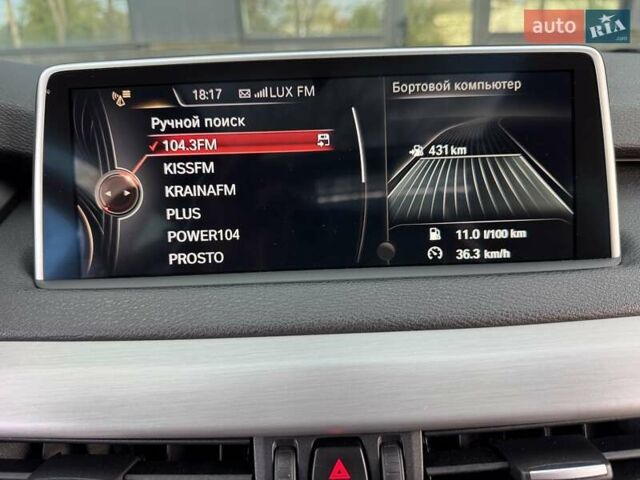 auto RIA .com
18:17 LUX FM
Бортовой компьютер
Ручной поиск
104.3FM
KISSFM
KRAINAFM
PLUS
POWER104
PROSTO
431 km
11.0 l/100 km
36.3 km/h